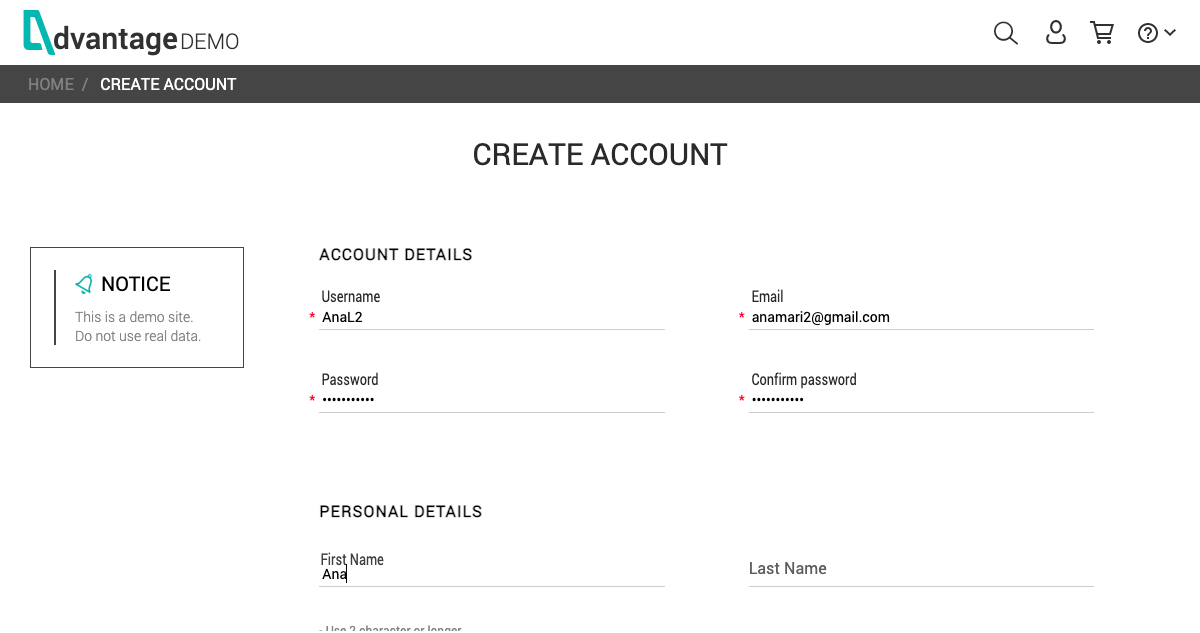 dvantage DEMO
HOME / CREATE ACCOUNT
CREATE ACCOUNT
NOTICE
This is a demo site.
Do not use real data.
ACCOUNT DETAILS
Username Email
* AnaL2 * anamari2@gmail.com
Password Confirm password
* ••••••••••• * •••••••••••
PERSONAL DETAILS
First Name
Ana
Last Name
- Use 2 character or longer